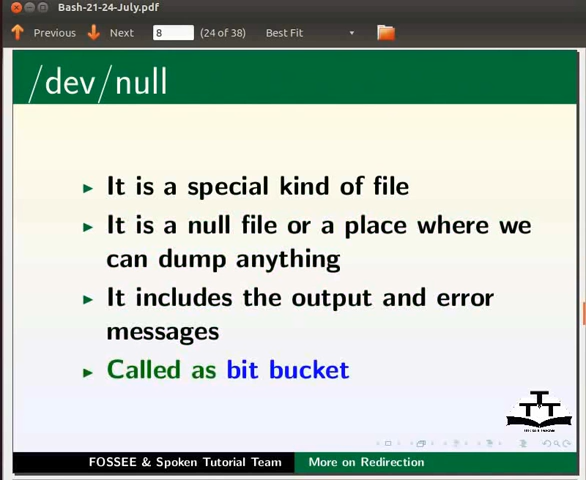 Bash-21-24-July.pdf
Previous Next 8 (24 of 38) Best Fit
/dev/null
It is a special kind of file
It is a null file or a place where we
can dump anything
It includes the output and error
messages
Called as bit bucket
FOSSEE & Spoken Tutorial Team More on Redirection